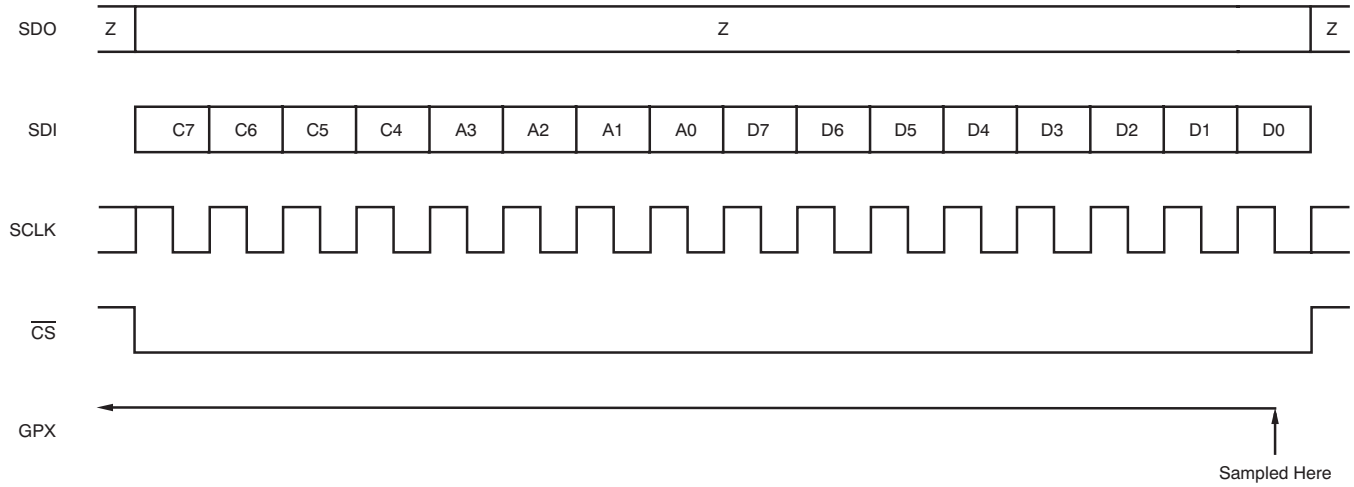 SDO Z Z Z
SDI C7 C6 C5 C4 A3 A2 A1 A0 D7 D6 D5 D4 D3 D2 D1 D0
SCLK
CS
GPX
Sampled Here